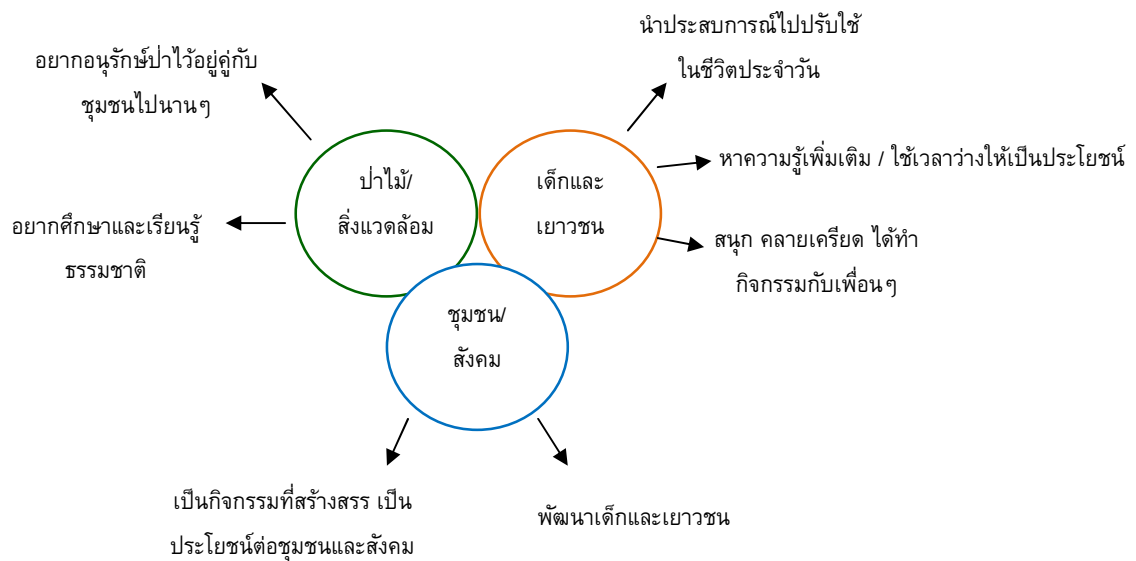 นำประสบการณ์ไปปรับใช้
ในชีวิตประจำวัน
อยากอนุรักษ์ป่าไว้อยู่คู่กับ
ชุมชนไปนานๆ
ป่าไม้/
สิ่งแวดล้อม
เด็กและ
เยาวชน
หาความรู้เพิ่มเติม / ใช้เวลาว่างให้เป็นประโยชน์
อยากศึกษาและเรียนรู้
ธรรมชาติ
สนุก คลายเครียด ได้ทำ
กิจกรรมกับเพื่อนๆ
ชุมชน/
สังคม
เป็นกิจกรรมที่สร้างสรร เป็น
ประโยชน์ต่อชุมชนและสังคม
พัฒนาเด็กและเยาวชน